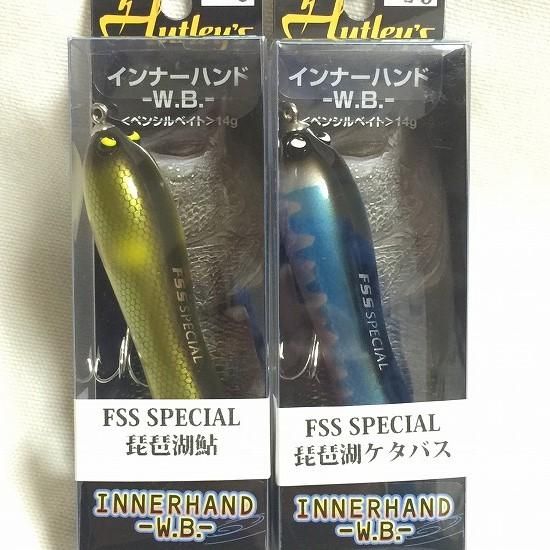 Hutley's
インナーハンド
-W.B.-
<ペンシルベイト>14g
FSS SPECIAL
FSS SPECIAL
琵琶湖鮎
INNERHAND
-W.B.-
Hutley's
インナーハンド
-W.B.-
<ペンシルベイト>14g
FSS SPECIAL
FSS SPECIAL
琵琶湖ケタバス
INNERHAND
-W.B.-